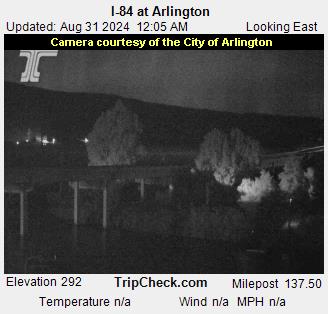 I-84 at Arlington
Updated: Aug 31 2024 12:05 AM Looking East
Camera courtesy of the City of Arlington
Elevation 292 TripCheck.com Milepost 137.50
Temperature n/a Wind n/a MPH n/a